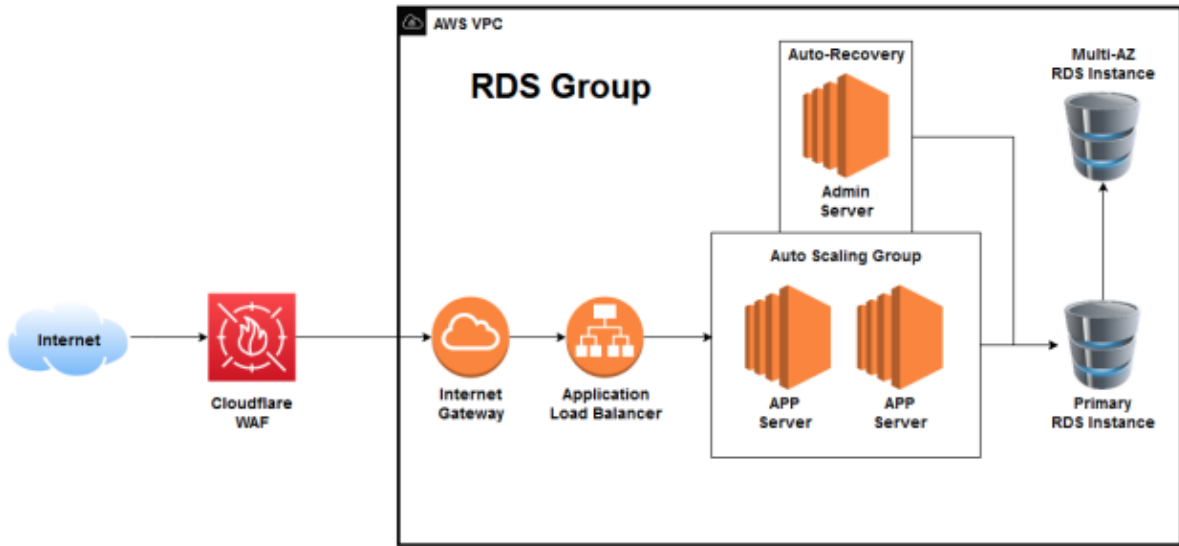 AWS VPC
RDS Group
Auto-Recovery
Admin
Server
Multi-AZ
RDS Instance
Auto Scaling Group
Internet
Cloudflare
WAF
Internet
Gateway
Application
Load Balancer
APP
Server
APP
Server
Primary
RDS Instance